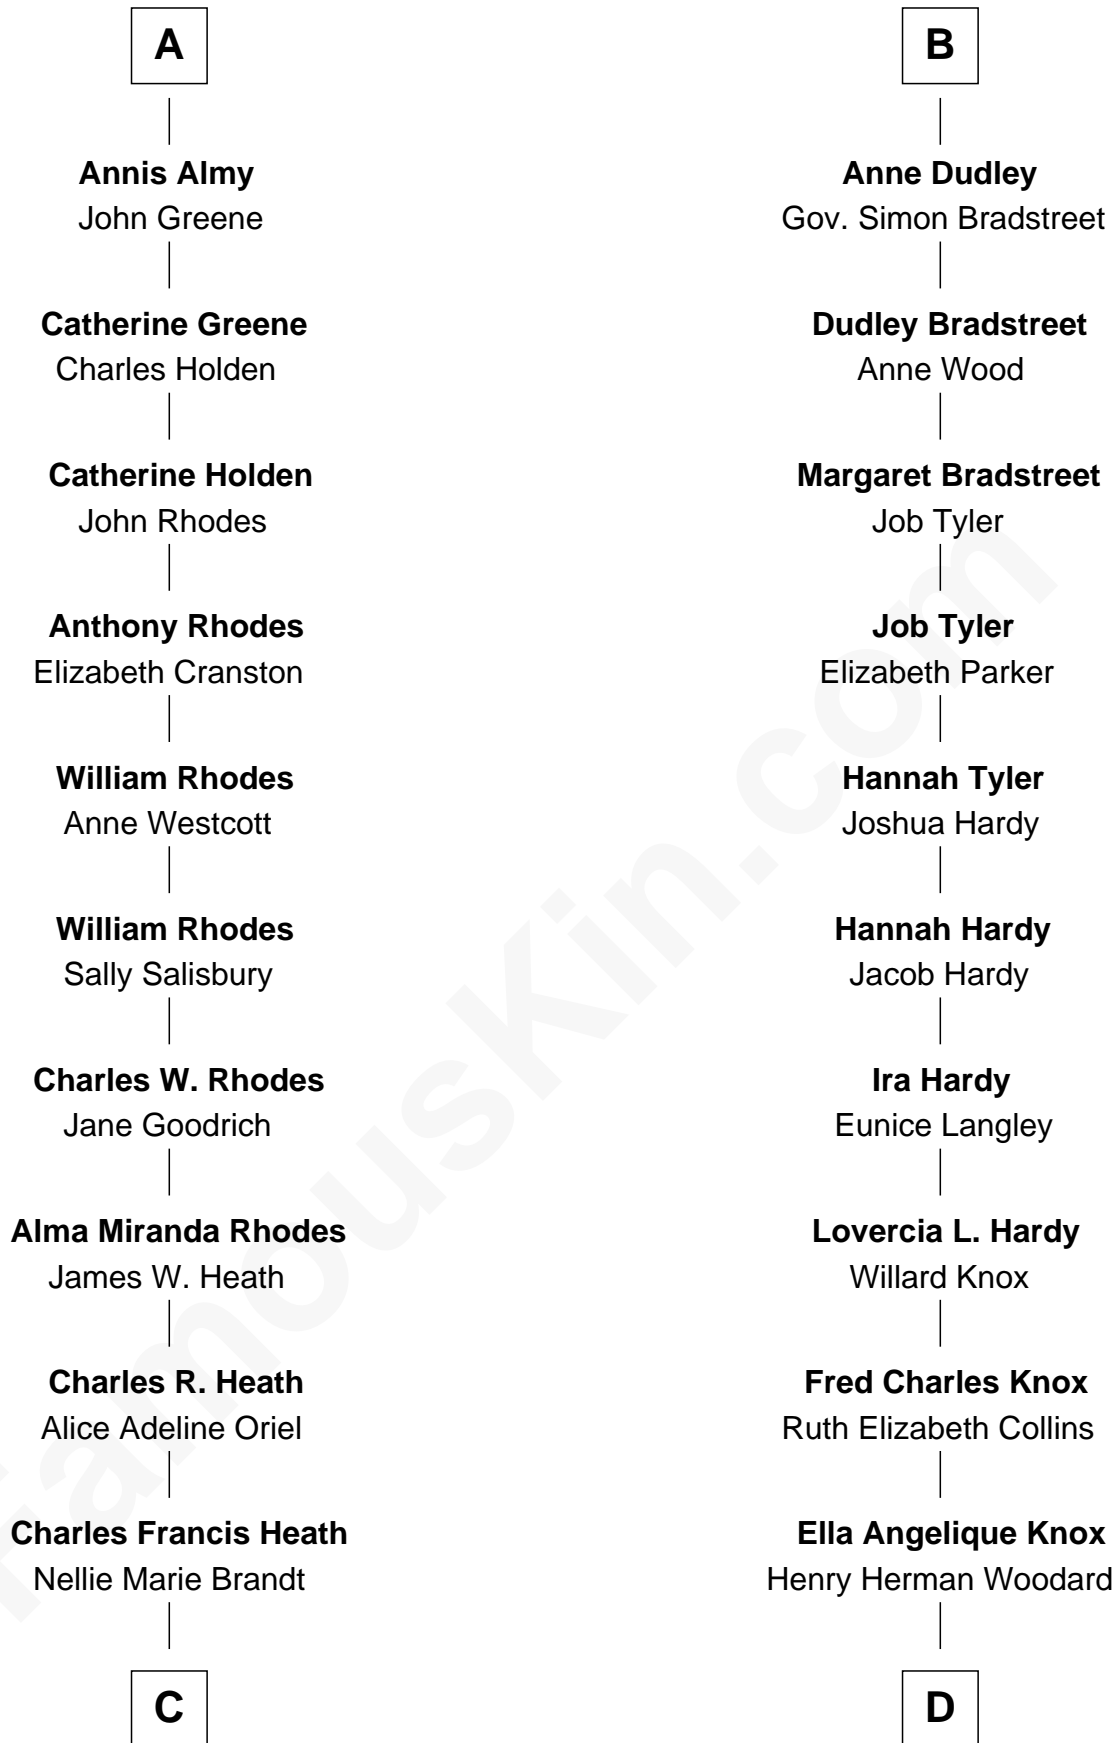 A
Annis Almy
John Greene
Catherine Greene
Charles Holden
Catherine Holden
John Rhodes
Anthony Rhodes
Elizabeth Cranston
William Rhodes
Anne Westcott
William Rhodes
Sally Salisbury
Charles W. Rhodes
Jane Goodrich
Alma Miranda Rhodes
James W. Heath
Charles R. Heath
Alice Adeline Oriel
Charles Francis Heath
Nellie Marie Brandt
C
B
Anne Dudley
Gov. Simon Bradstreet
Dudley Bradstreet
Anne Wood
Margaret Bradstreet
Job Tyler
Job Tyler
Elizabeth Parker
Hannah Tyler
Joshua Hardy
Hannah Hardy
Jacob Hardy
Ira Hardy
Eunice Langley
Lovercia L. Hardy
Willard Knox
Fred Charles Knox
Ruth Elizabeth Collins
Ella Angelique Knox
Henry Herman Woodard
D
FamousKin.com